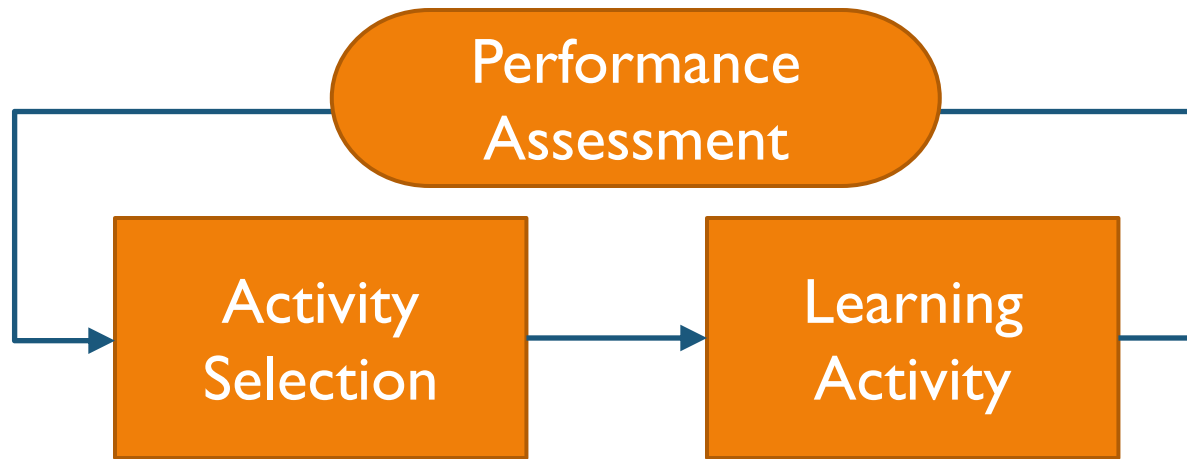 Performance
Assessment
Activity
Selection
Learning
Activity